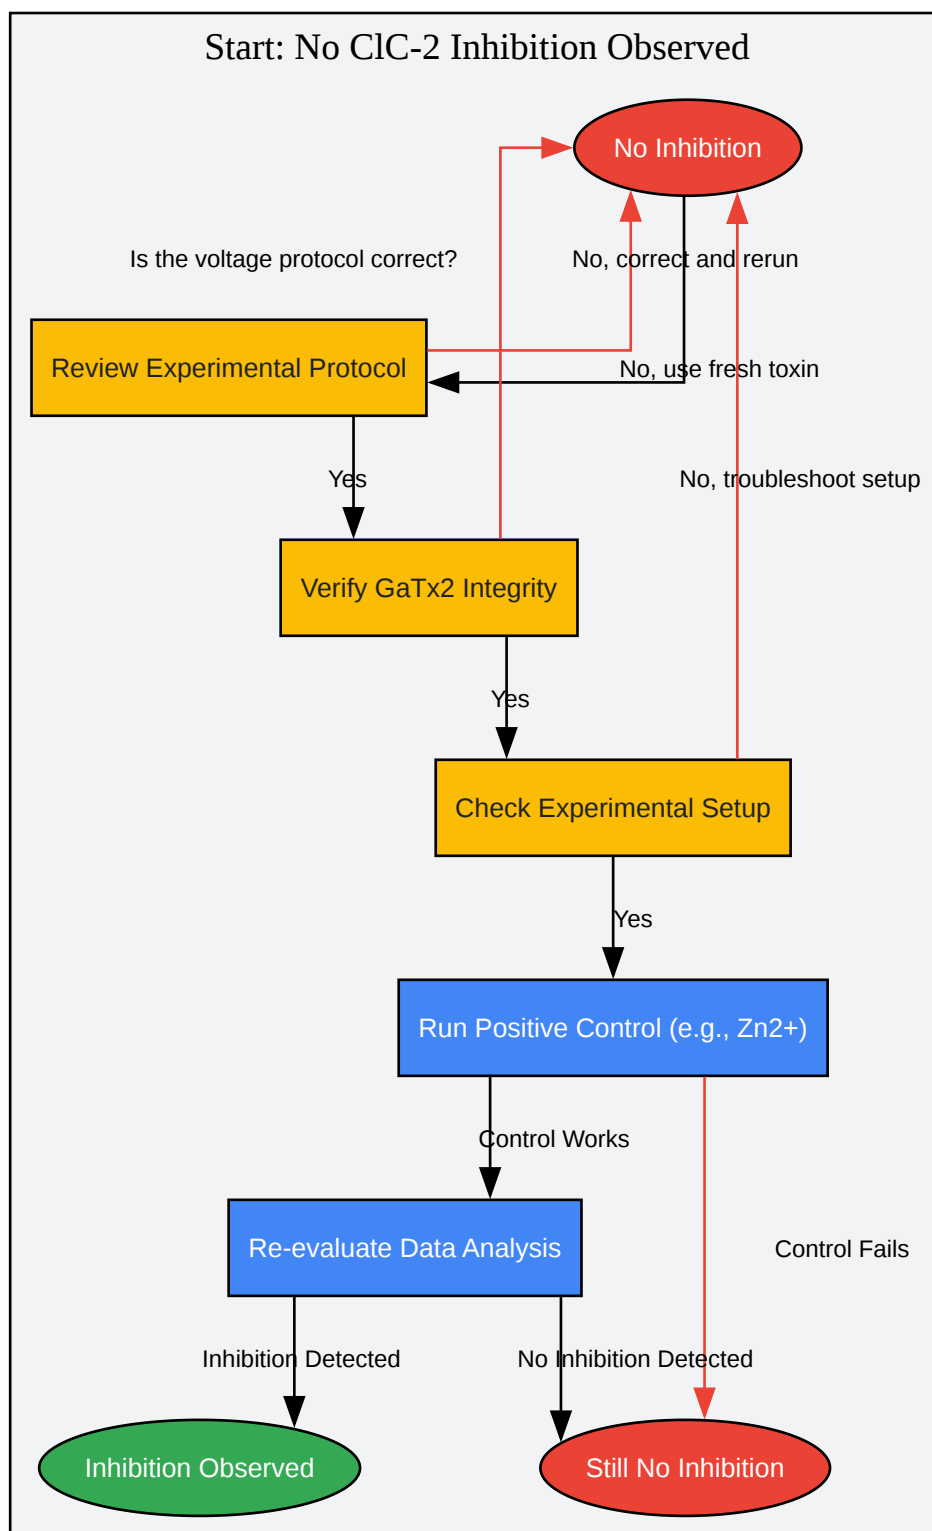 Start: No ClC-2 Inhibition Observed
No Inhibition
Is the voltage protocol correct?
No, correct and rerun
Review Experimental Protocol
No, use fresh toxin
Yes
No, troubleshoot setup
Verify GaTx2 Integrity
Yes
Check Experimental Setup
Yes
Run Positive Control (e.g., Zn2+)
Control Works
Re-evaluate Data Analysis
Control Fails
Inhibition Detected
No Inhibition Detected
Inhibition Observed
Still No Inhibition